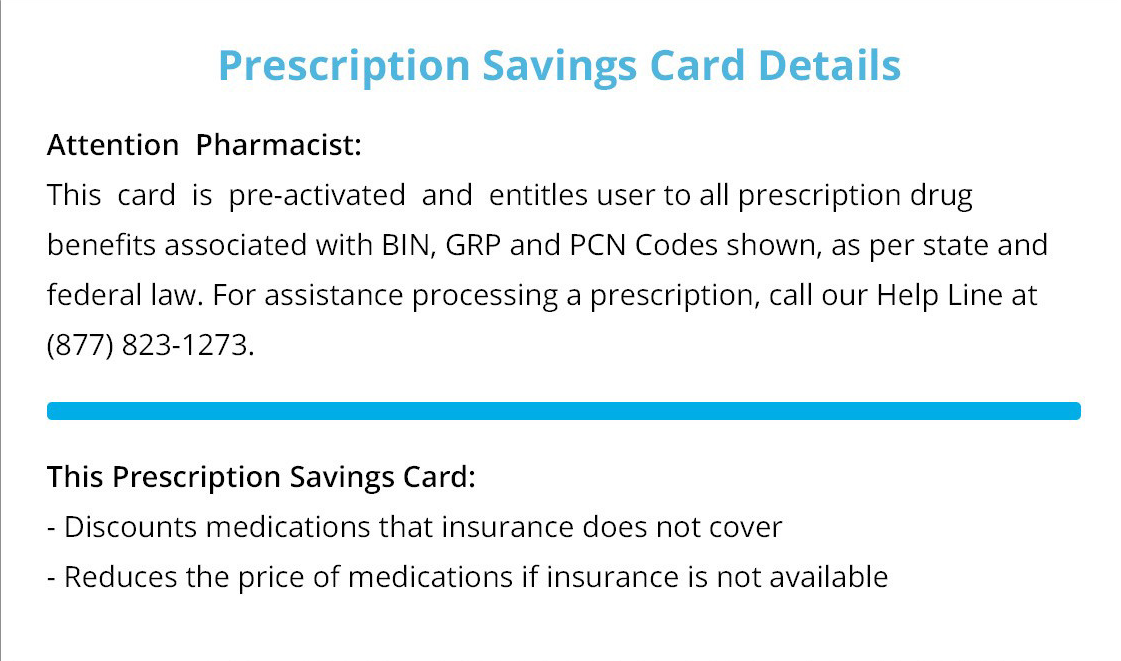 Prescription Savings Card Details
Attention Pharmacist:
This card is pre-activated and entitles user to all prescription drug
benefits associated with BIN, GRP and PCN Codes shown, as per state and
federal law. For assistance processing a prescription, call our Help Line at
(877) 823-1273.
This Prescription Savings Card:
- Discounts medications that insurance does not cover
- Reduces the price of medications if insurance is not available